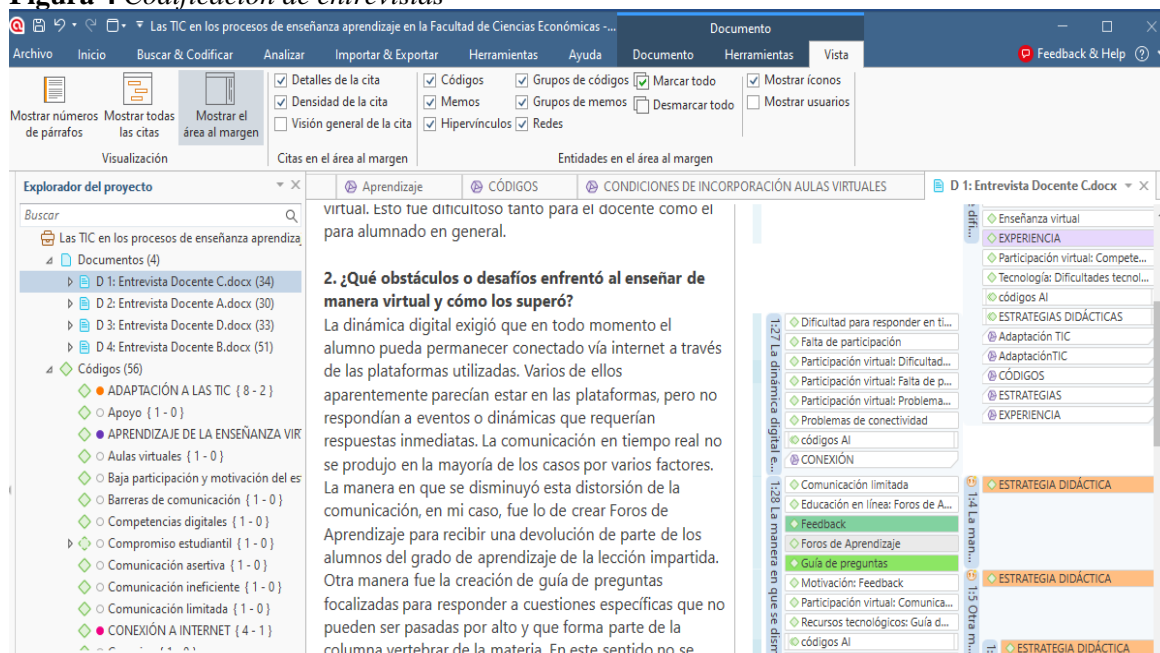 Figura 4 Codificación de entrevistas
Las TIC en los procesos de enseñanza aprendizaje en la Facultad de Ciencias Económicas -...
Documento
Archivo Inicio Buscar & Codificar Analizar Importar & Exportar Herramientas Ayuda Documento Herramientas Vista
Feedback & Help
Mostrar números de párrafos
Mostrar todas las citas
Mostrar el área al margen
Visualización
Detalles de la cita
Densidad de la cita
Visión general de la cita
Citas en el área al margen
Códigos
Memos
Hipervínculos
Grupos de códigos
Grupos de memos
Redes
Marcar todo
Desmarcar todo
Entidades en el área al margen
Mostrar íconos
Mostrar usuarios
Explorador del proyecto
Buscar
Las TIC en los procesos de enseñanza aprendiza
Documentos (4)
D 1: Entrevista Docente C.docx (34)
D 2: Entrevista Docente A.docx (30)
D 3: Entrevista Docente D.docx (33)
D 4: Entrevista Docente B.docx (51)
Códigos (56)
ADAPTACIÓN A LAS TIC { 8 - 2 }
Apoyo { 1 - 0 }
APRENDIZAJE DE LA ENSEÑANZA VIR
Aulas virtuales { 1 - 0 }
Baja participación y motivación del es
Barreras de comunicación { 1 - 0 }
Competencias digitales { 1 - 0 }
Compromiso estudiantil { 1 - 0 }
Comunicación asertiva { 1 - 0 }
Comunicación ineficiente { 1 - 0 }
Comunicación limitada { 1 - 0 }
CONEXIÓN A INTERNET { 4 - 1 }
Aprendizaje
CÓDIGOS
CONDICIONES DE INCORPORACIÓN AULAS VIRTUALES
D 1: Entrevista Docente C.docx
virtual. Esto fue dificultoso tanto para el docente como el
para alumnado en general.
2. ¿Qué obstáculos o desafíos enfrentó al enseñar de
manera virtual y cómo los superó?
La dinámica digital exigió que en todo momento el
alumno pueda permanecer conectado vía internet a través
de las plataformas utilizadas. Varios de ellos
aparentemente parecían estar en las plataformas, pero no
respondían a eventos o dinámicas que requerían
respuestas inmediatas. La comunicación en tiempo real no
se produjo en la mayoría de los casos por varios factores.
La manera en que se disminuyó esta distorsión de la
comunicación, en mi caso, fue lo de crear Foros de
Aprendizaje para recibir una devolución de parte de los
alumnos del grado de aprendizaje de la lección impartida.
Otra manera fue la creación de guía de preguntas
focalizadas para responder a cuestiones específicas que no
pueden ser pasadas por alto y que forma parte de la
columna vertebral de la materia. En este sentido no se
1:27 La dinámica digital e...
Dificultad para responder en ti...
Falta de participación
Participación virtual: Dificultad...
Participación virtual: Falta de p...
Participación virtual: Problema...
Problemas de conectividad
códigos AI
CONEXIÓN
1:28 La manera en que se dism
Comunicación limitada
Educación en línea: Foros de A...
Feedback
Foros de Aprendizaje
Guía de preguntas
Motivación: Feedback
Participación virtual: Comunica...
Recursos tecnológicos: Guía d...
códigos AI
e difi...
Enseñanza virtual
EXPERIENCIA
Participación virtual: Compete...
Tecnología: Dificultades tecnol...
códigos AI
ESTRATEGIAS DIDÁCTICAS
Adaptación TIC
AdaptaciónTIC
CÓDIGOS
ESTRATEGIAS
EXPERIENCIA
1:4 La man...
ESTRATEGIA DIDÁCTICA
1:5 Otra m...
ESTRATEGIA DIDÁCTICA
ESTRATEGIA DIDÁCTICA